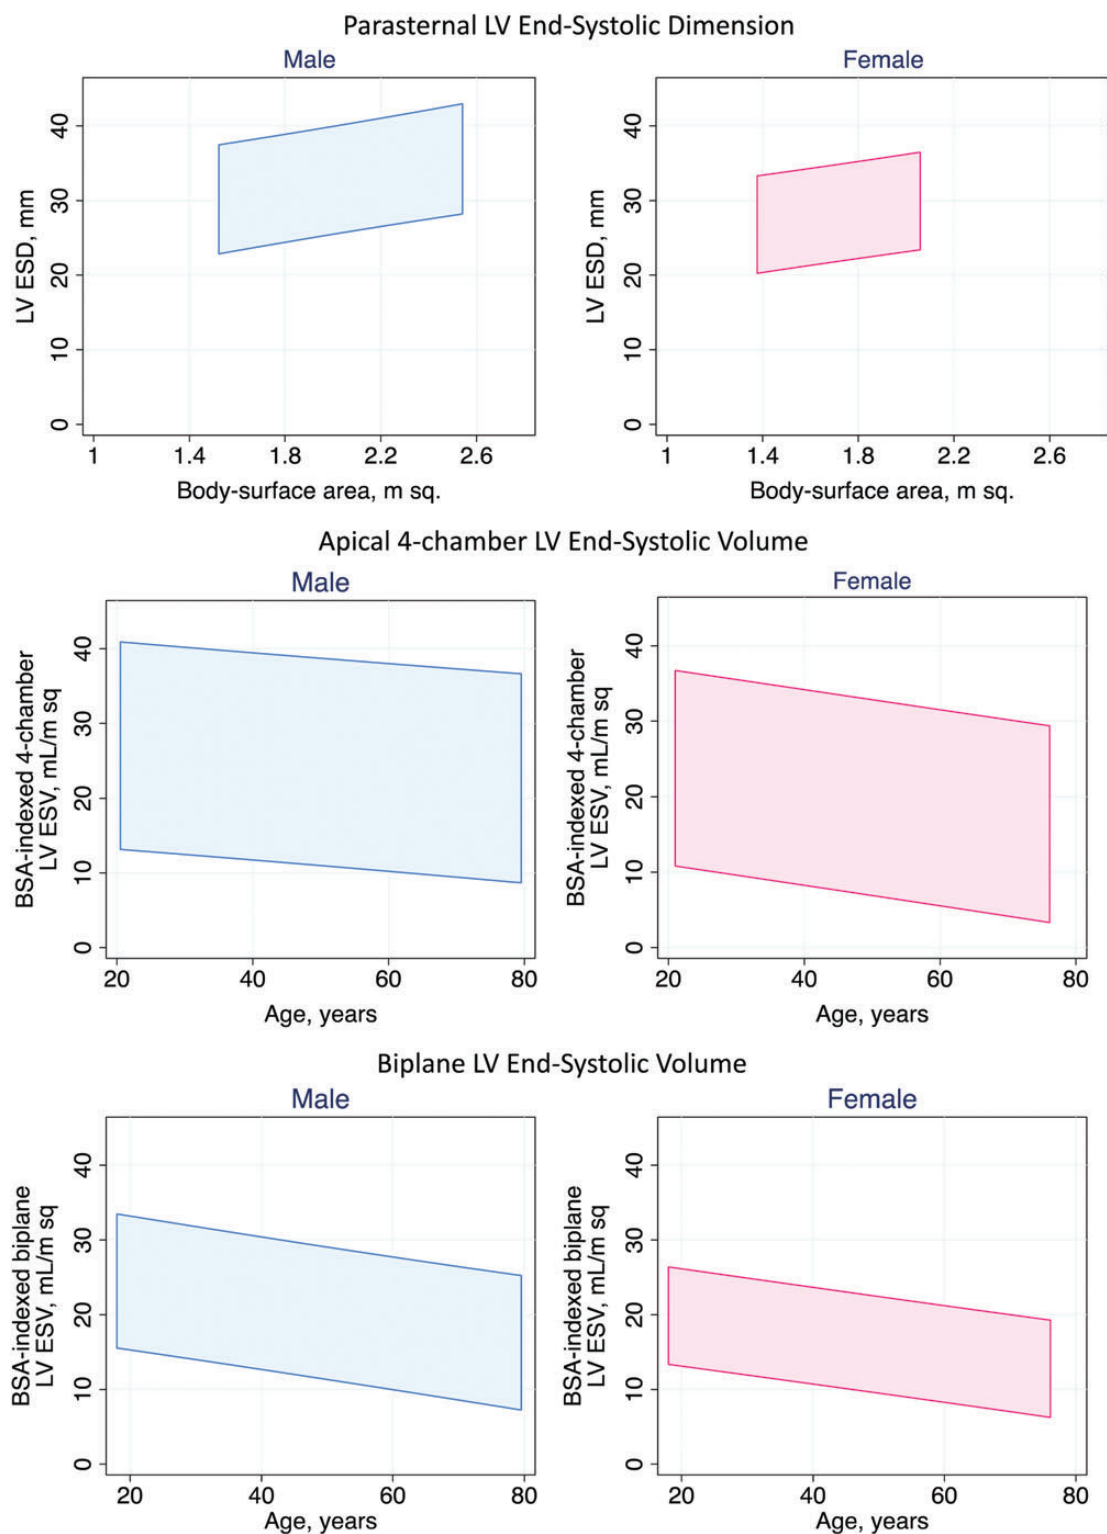 Parasternal LV End-Systolic Dimension
Male
Female
LV ESD, mm
0 10 20 30 40
1 1.4 1.8 2.2 2.6
Body-surface area, m sq.
LV ESD, mm
0 10 20 30 40
1 1.4 1.8 2.2 2.6
Body-surface area, m sq.
Apical 4-chamber LV End-Systolic Volume
Male
Female
BSA-indexed 4-chamber
LV ESV, mL/m sq
0 10 20 30 40
20 40 60 80
Age, years
BSA-indexed 4-chamber
LV ESV, mL/m sq
0 10 20 30 40
20 40 60 80
Age, years
Biplane LV End-Systolic Volume
Male
Female
BSA-indexed biplane
LV ESV, mL/m sq
0 10 20 30 40
20 40 60 80
Age, years
BSA-indexed biplane
LV ESV, mL/m sq
0 10 20 30 40
20 40 60 80
Age, years